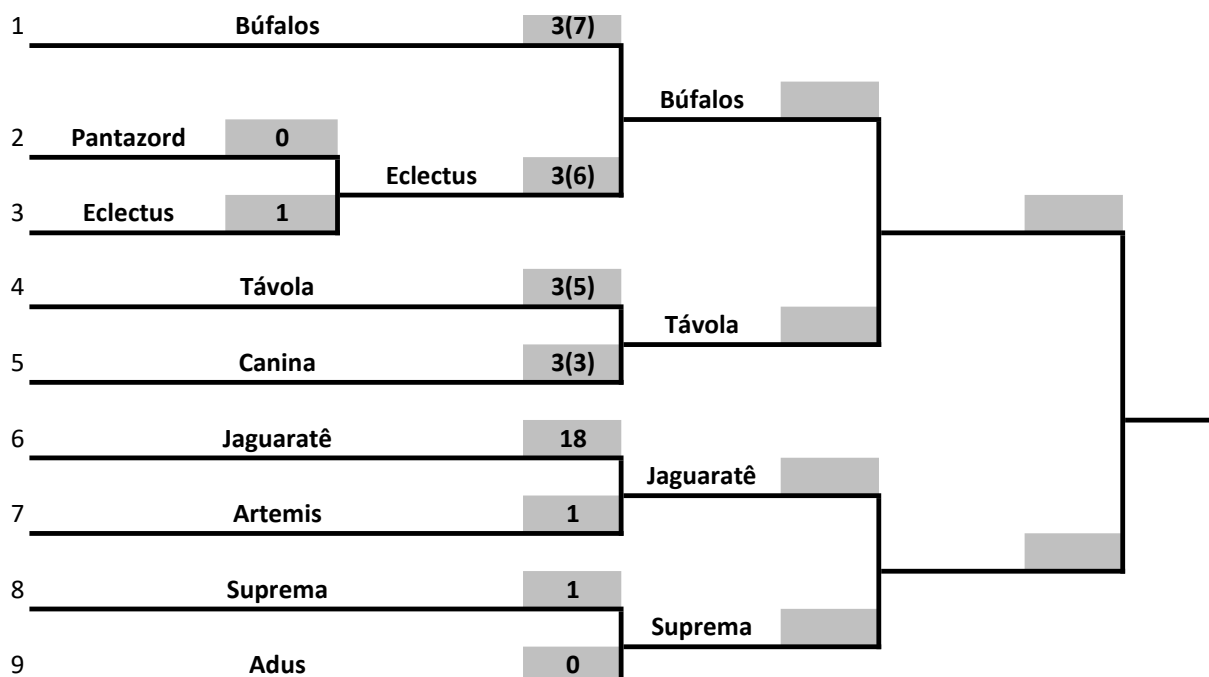 1 Búfalos 3(7)
Búfalos
2 Pantazord 0
Eclectus 3(6)
3 Eclectus 1
4 Távola 3(5)
Távola
5 Canina 3(3)
6 Jaguaratê 18
Jaguaratê
7 Artemis 1
8 Suprema 1
Suprema
9 Adus 0